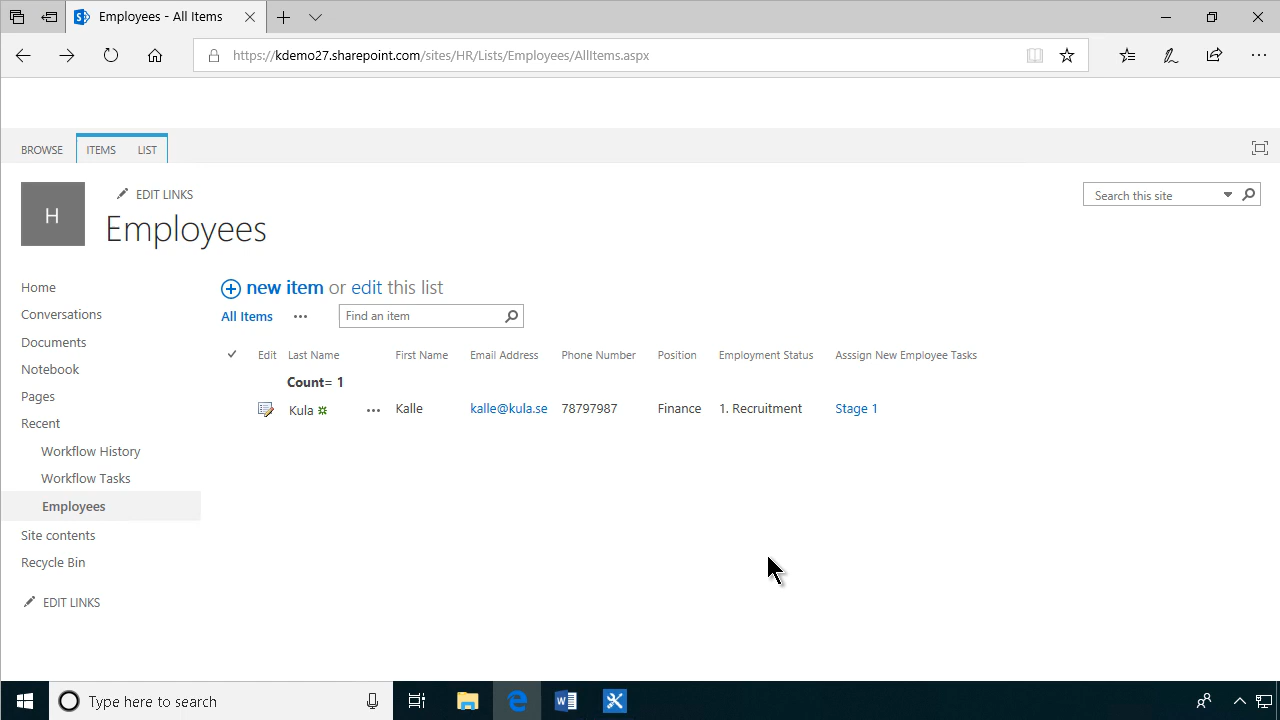 Employees - All Items
https://kdemo27.sharepoint.com/sites/HR/Lists/Employees/AllItems.aspx
BROWSE ITEMS LIST
H
EDIT LINKS
Employees
Search this site
Home
Conversations
Documents
Notebook
Pages
Recent
Workflow History
Workflow Tasks
Employees
Site contents
Recycle Bin
EDIT LINKS
new item or edit this list
All Items ··· Find an item
Edit Last Name First Name Email Address Phone Number Position Employment Status Asssign New Employee Tasks
Count= 1
Kula ··· Kalle kalle@kula.se 78797987 Finance 1. Recruitment Stage 1
Type here to search